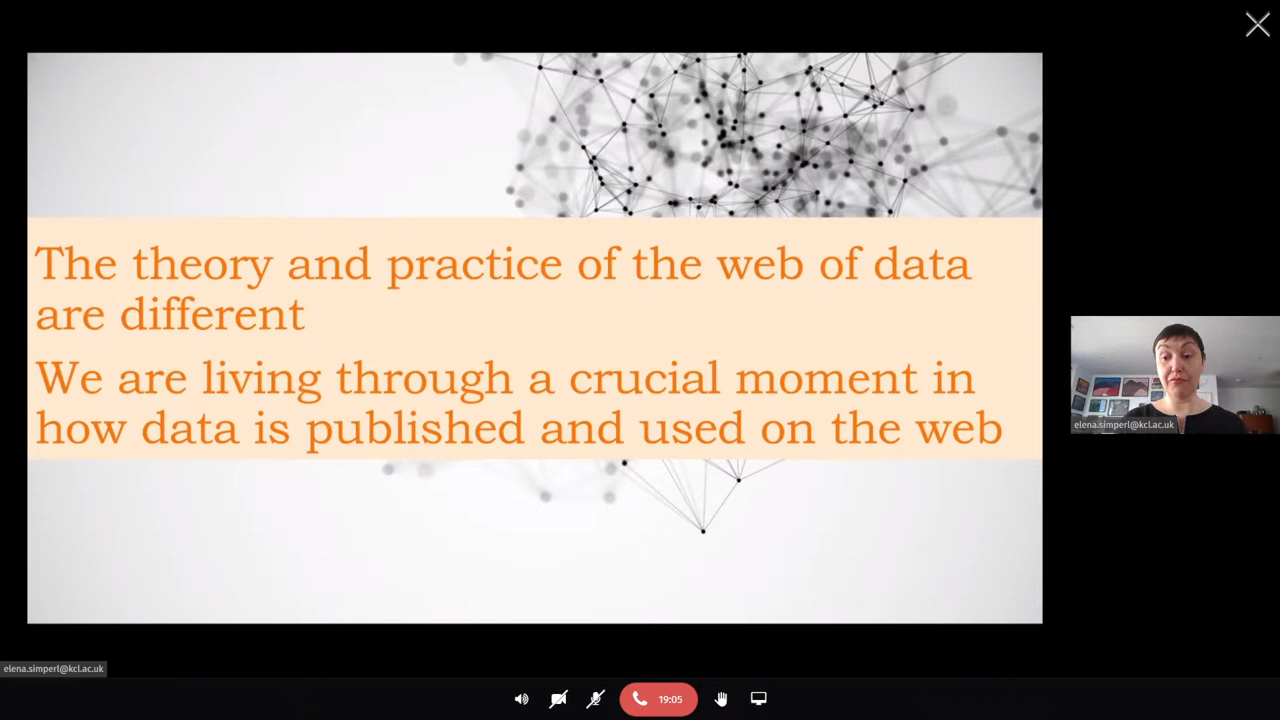 The theory and practice of the web of data
are different
We are living through a crucial moment in
how data is published and used on the web
elena.simperl@kcl.ac.uk
elena.simperl@kcl.ac.uk
19:05